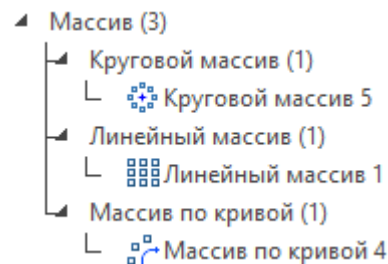 Массив (3)
Круговой массив (1)
Круговой массив 5
Линейный массив (1)
Линейный массив 1
Массив по кривой (1)
Массив по кривой 4